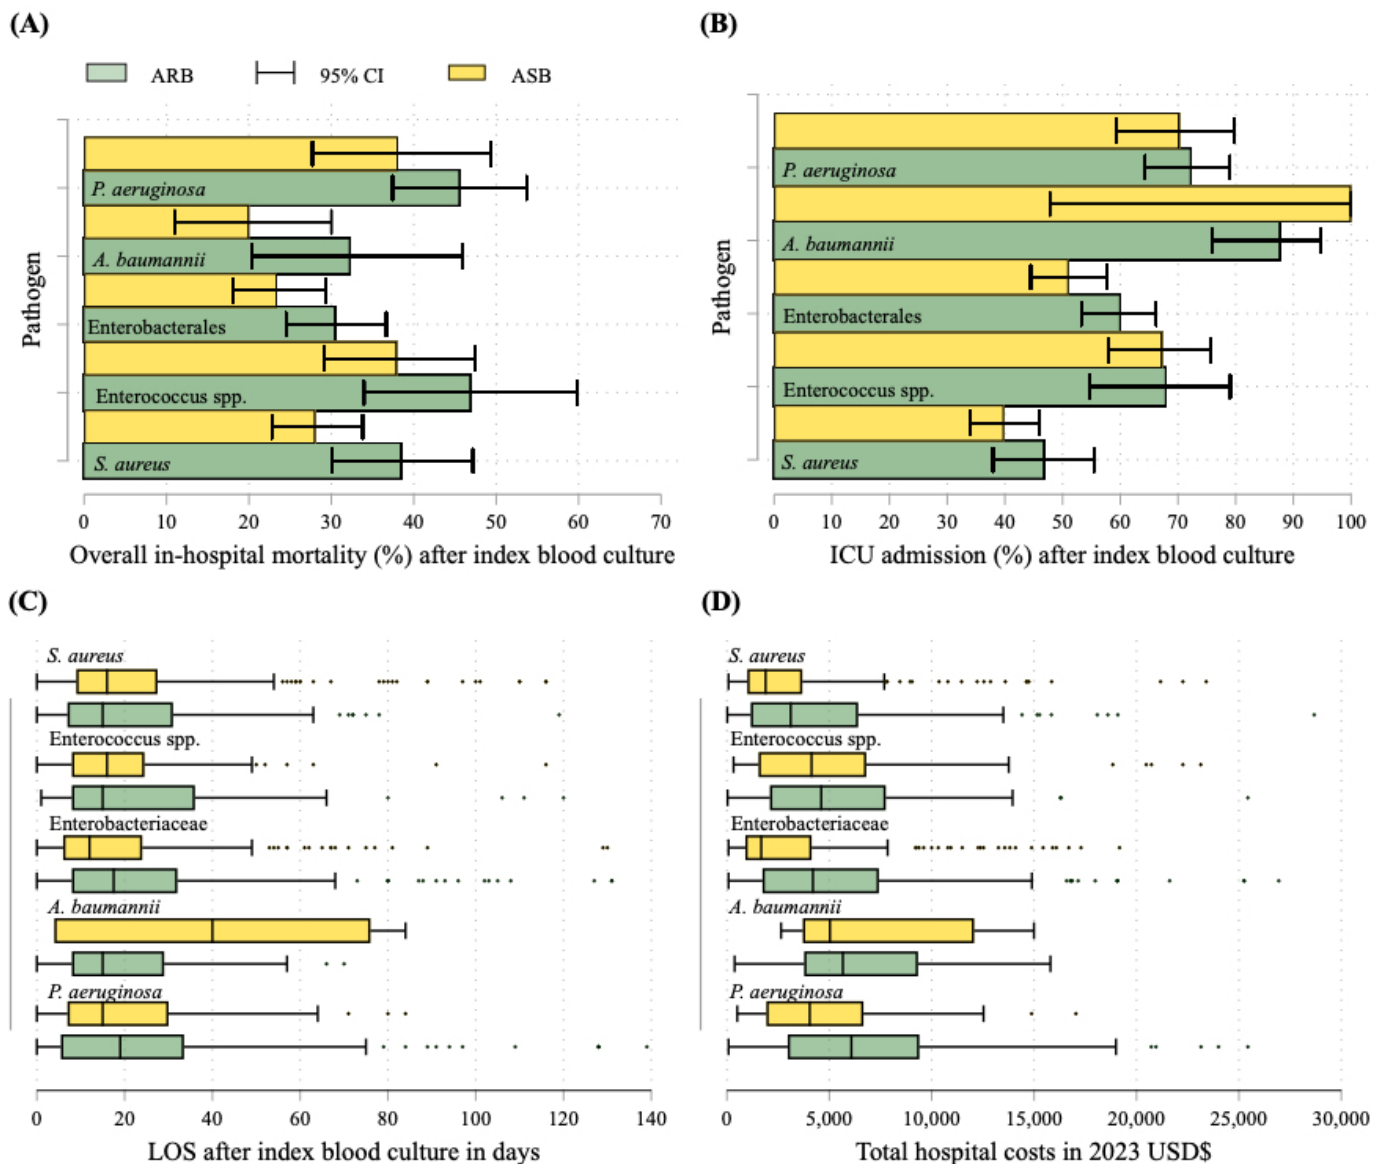 (A)
ARB
95% CI
ASB
Pathogen
P. aeruginosa
A. baumannii
Enterobacterales
Enterococcus spp.
S. aureus
0 10 20 30 40 50 60 70
Overall in-hospital mortality (%) after index blood culture
(B)
Pathogen
P. aeruginosa
A. baumannii
Enterobacterales
Enterococcus spp.
S. aureus
0 10 20 30 40 50 60 70 80 90 100
ICU admission (%) after index blood culture
(C)
S. aureus
Enterococcus spp.
Enterobacteriaceae
A. baumannii
P. aeruginosa
0 20 40 60 80 100 120 140
LOS after index blood culture in days
(D)
S. aureus
Enterococcus spp.
Enterobacteriaceae
A. baumannii
P. aeruginosa
0 5,000 10,000 15,000 20,000 25,000 30,000
Total hospital costs in 2023 USD$